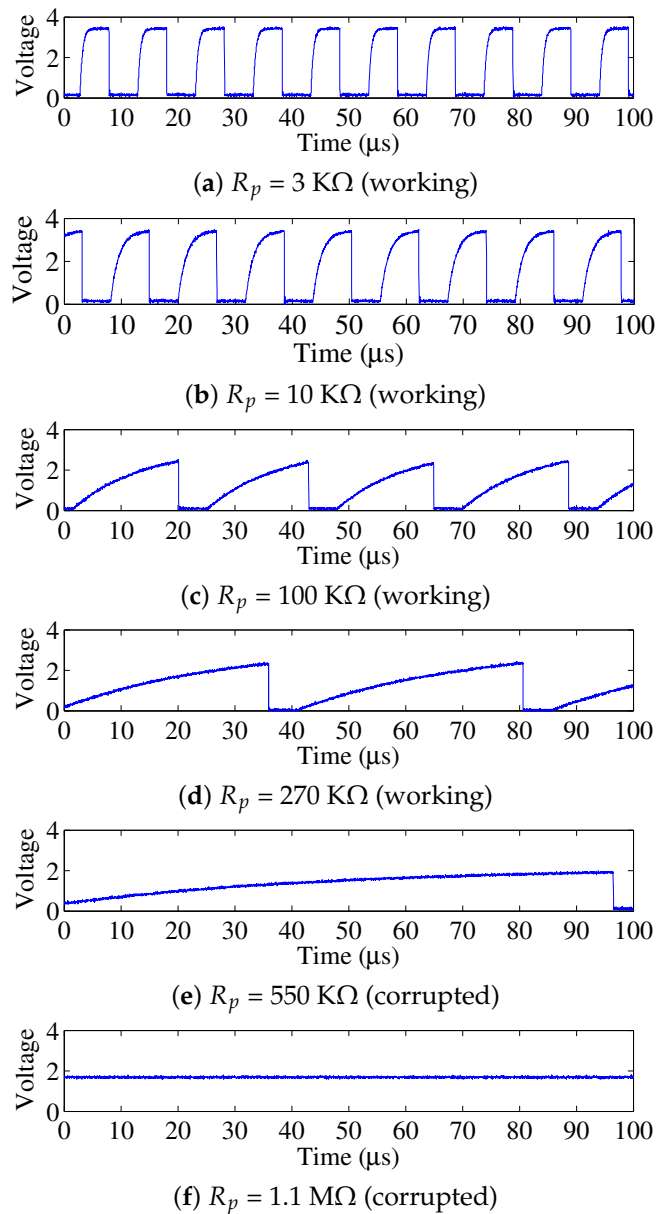 Voltage
4
2
0
0 10 20 30 40 50 60 70 80 90 100
Time (μs)
(a) Rp = 3 KΩ (working)
Voltage
4
2
0
0 10 20 30 40 50 60 70 80 90 100
Time (μs)
(b) Rp = 10 KΩ (working)
Voltage
4
2
0
0 10 20 30 40 50 60 70 80 90 100
Time (μs)
(c) Rp = 100 KΩ (working)
Voltage
4
2
0
0 10 20 30 40 50 60 70 80 90 100
Time (μs)
(d) Rp = 270 KΩ (working)
Voltage
4
2
0
0 10 20 30 40 50 60 70 80 90 100
Time (μs)
(e) Rp = 550 KΩ (corrupted)
Voltage
4
2
0
0 10 20 30 40 50 60 70 80 90 100
Time (μs)
(f) Rp = 1.1 MΩ (corrupted)